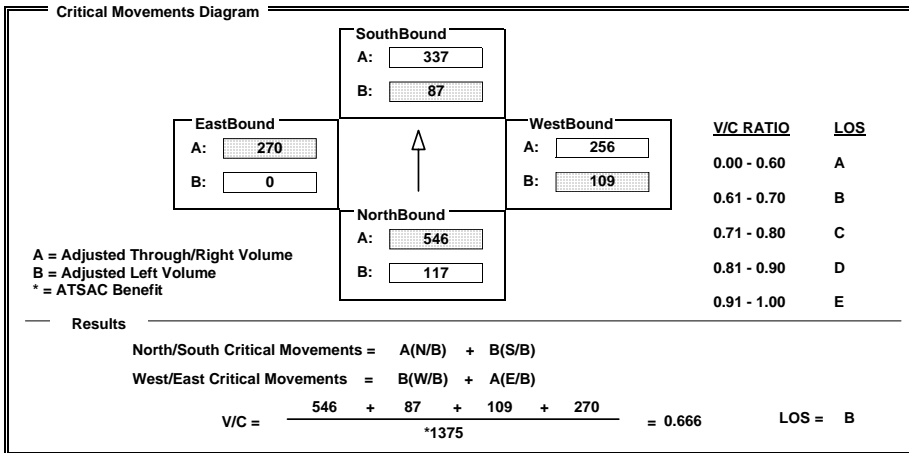 Critical Movements Diagram
SouthBound
A: 337
B: 87
EastBound
A: 270
B: 0
WestBound
A: 256
B: 109
NorthBound
A: 546
B: 117
V/C RATIO LOS
0.00 - 0.60 A
0.61 - 0.70 B
0.71 - 0.80 C
0.81 - 0.90 D
0.91 - 1.00 E
A = Adjusted Through/Right Volume
B = Adjusted Left Volume
* = ATSAC Benefit
Results
North/South Critical Movements = A(N/B) + B(S/B)
West/East Critical Movements = B(W/B) + A(E/B)
546 + 87 + 109 + 270
V/C = = 0.666 LOS = B
*1375